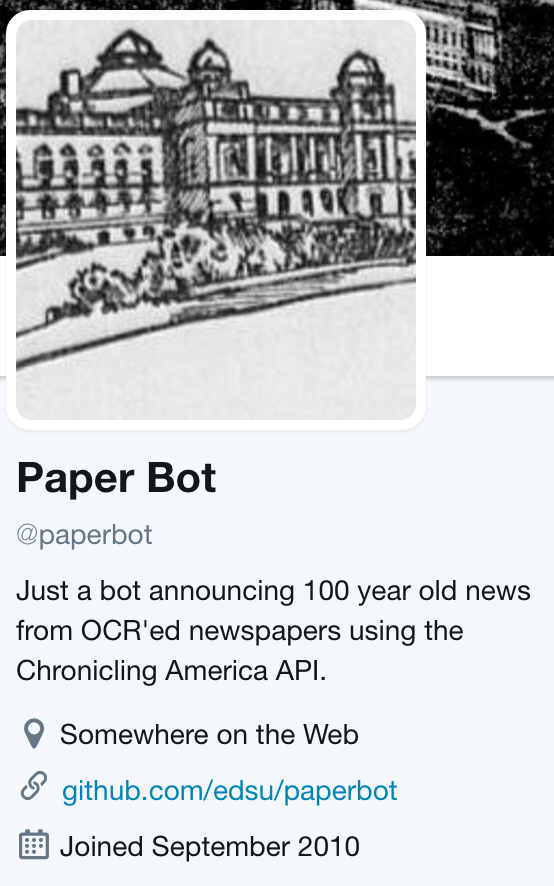 Paper Bot
@paperbot
Just a bot announcing 100 year old news
from OCR'ed newspapers using the
Chronicling America API.
Somewhere on the Web
github.com/edsu/paperbot
Joined September 2010